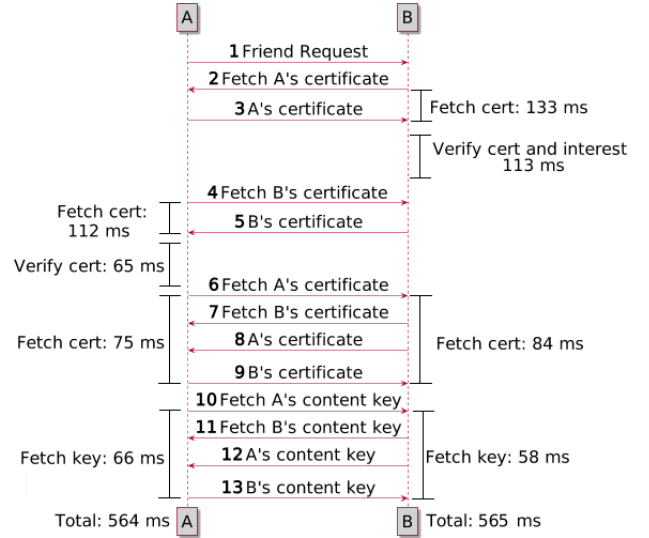 A B
1 Friend Request
2 Fetch A's certificate
3 A's certificate
Fetch cert: 133 ms
Verify cert and interest
113 ms
4 Fetch B's certificate
Fetch cert:
112 ms
5 B's certificate
Verify cert: 65 ms
6 Fetch A's certificate
7 Fetch B's certificate
8 A's certificate
Fetch cert: 75 ms
Fetch cert: 84 ms
9 B's certificate
10 Fetch A's content key
11 Fetch B's content key
12 A's content key
Fetch key: 66 ms
Fetch key: 58 ms
13 B's content key
Total: 564 ms A B Total: 565 ms